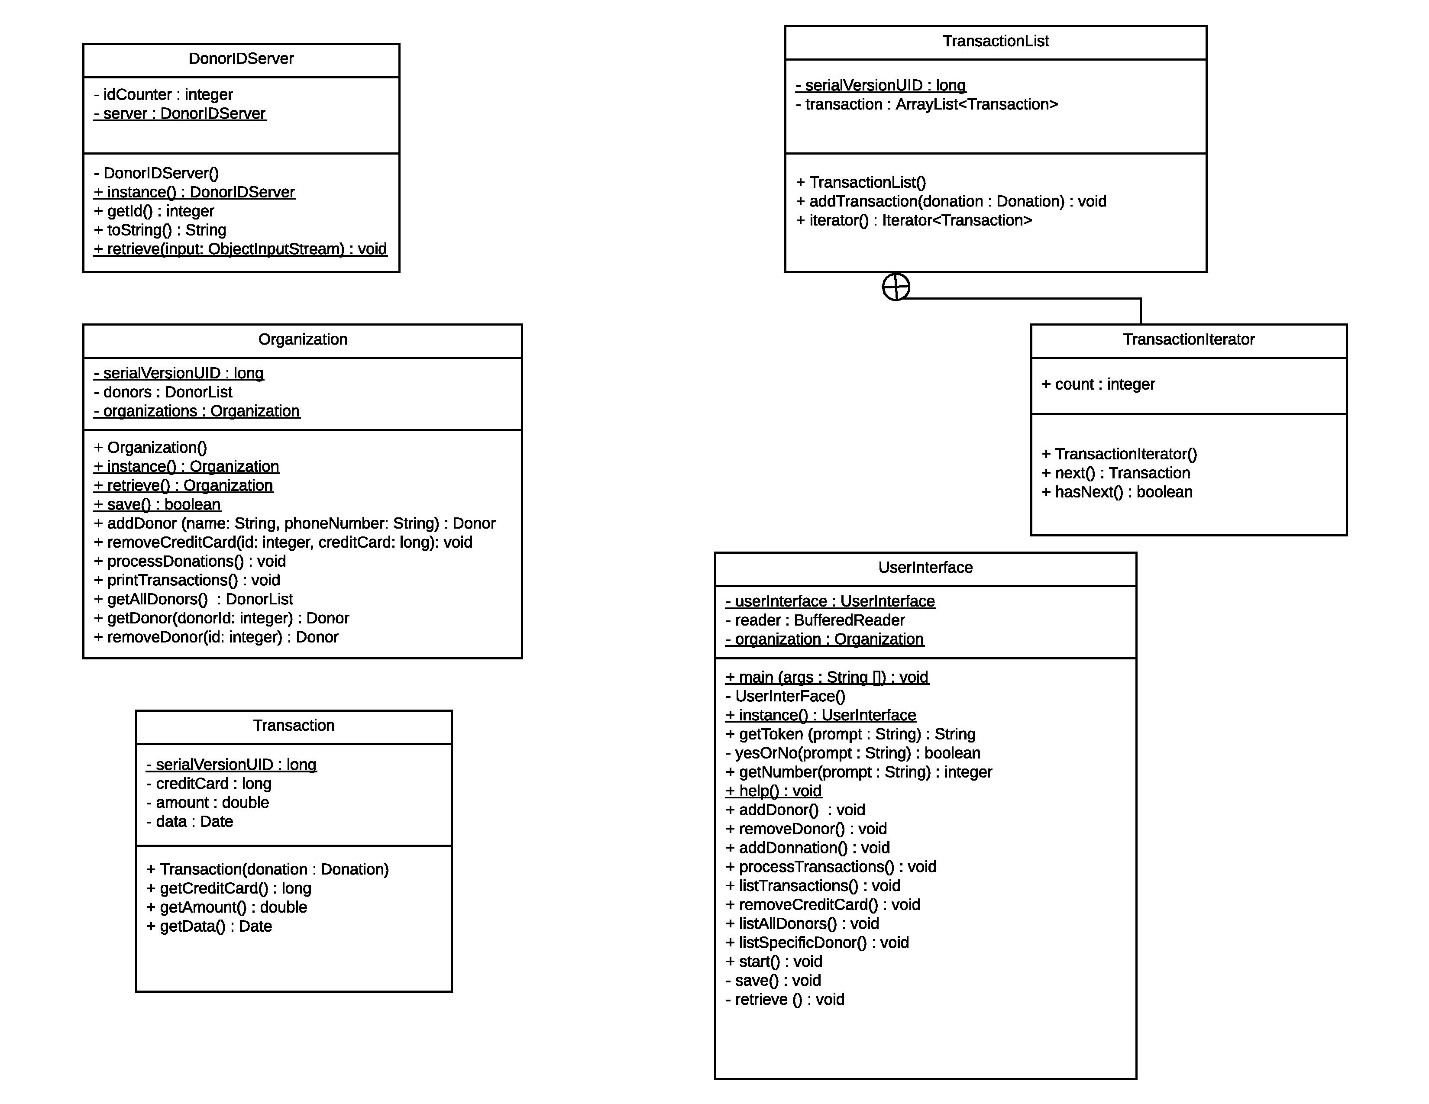 DonorIDServer
- idCounter : integer
- server : DonorIDServer
- DonorIDServer()
+ instance() : DonorIDServer
+ getId() : integer
+ toString() : String
+ retrieve(input: ObjectInputStream) : void
TransactionList
- serialVersionUID : long
- transaction : ArrayList<Transaction>
+ TransactionList()
+ addTransaction(donation : Donation) : void
+ iterator() : Iterator<Transaction>
Organization
- serialVersionUID : long
- donors : DonorList
- organizations : Organization
+ Organization()
+ instance() : Organization
+ retrieve() : Organization
+ save() : boolean
+ addDonor (name: String, phoneNumber: String) : Donor
+ removeCreditCard(id: integer, creditCard: long): void
+ processDonations() : void
+ printTransactions() : void
+ getAllDonors()  : DonorList
+ getDonor(donorId: integer) : Donor
+ removeDonor(id: integer) : Donor
TransactionIterator
+ count : integer
+ TransactionIterator()
+ next() : Transaction
+ hasNext() : boolean
UserInterface
- userInterface : UserInterface
- reader : BufferedReader
- organization : Organization
+ main (args : String []) : void
- UserInterFace()
+ instance() : UserInterface
+ getToken (prompt : String) : String
- yesOrNo(prompt : String) : boolean
+ getNumber(prompt : String) : integer
+ help() : void
+ addDonor()  : void
+ removeDonor() : void
+ addDonnation() : void
+ processTransactions() : void
+ listTransactions() : void
+ removeCreditCard() : void
+ listAllDonors() : void
+ listSpecificDonor() : void
+ start() : void
- save() : void
- retrieve () : void
Transaction
- serialVersionUID : long
- creditCard : long
- amount : double
- data : Date
+ Transaction(donation : Donation)
+ getCreditCard() : long
+ getAmount() : double
+ getData() : Date